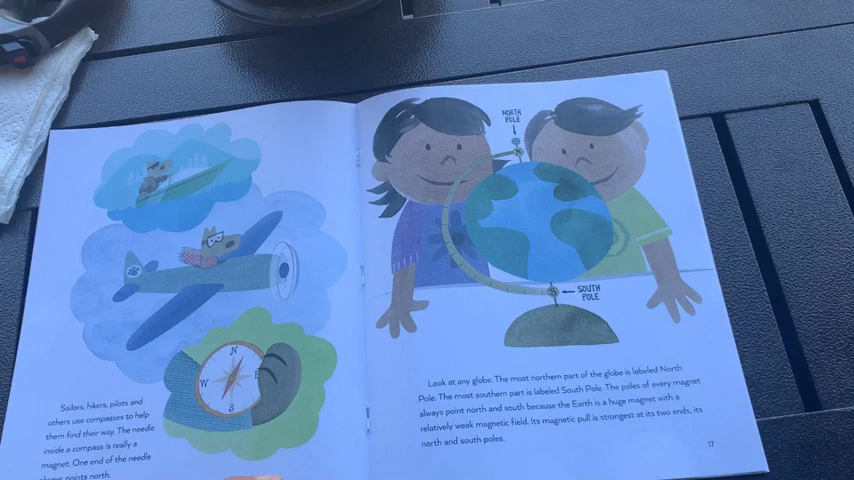 N
W
E
S
Sailors, hikers, pilots and
others use compasses to help
them find their way. The needle
inside a compass is really a
magnet. One end of the needle
always points north.
NORTH
POLE
SOUTH
POLE
Look at any globe. The most northern part of the globe is labeled North
Pole. The most southern part is labeled South Pole. The poles of every magnet
always point north and south because the Earth is a huge magnet with a
relatively weak magnetic field. Its magnetic pull is strongest at its two ends, its
north and south poles.
17